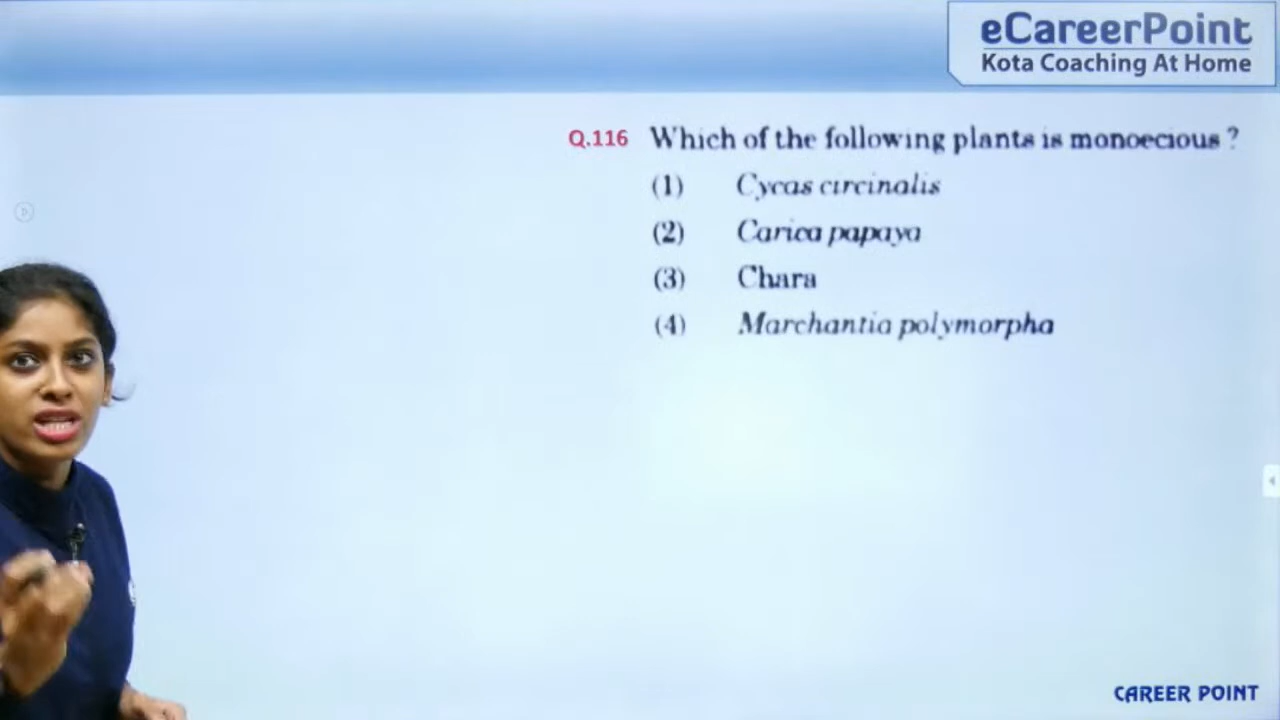 eCareerPoint
Kota Coaching At Home
Q.116 Which of the following plants is monoecious ?
(1) Cycas circinalis
(2) Carica papaya
(3) Chara
(4) Marchantia polymorpha
CAREER POINT